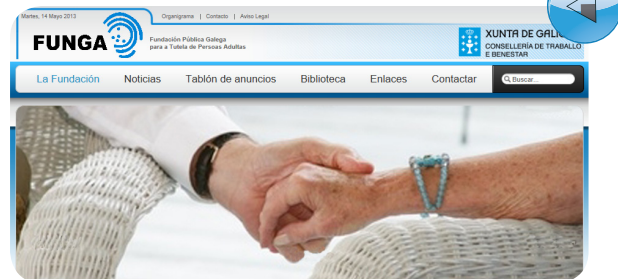 Martes, 14 Mayo 2013
Organigrama | Contacto | Aviso Legal
FUNGA
Fundación Pública Galega
para a Tutela de Persoas Adultas
XUNTA DE
CONSELLERÍA DE TRABALLO
E BENESTAR
La Fundación Noticias Tablón de anuncios Biblioteca Enlaces Contactar Buscar...